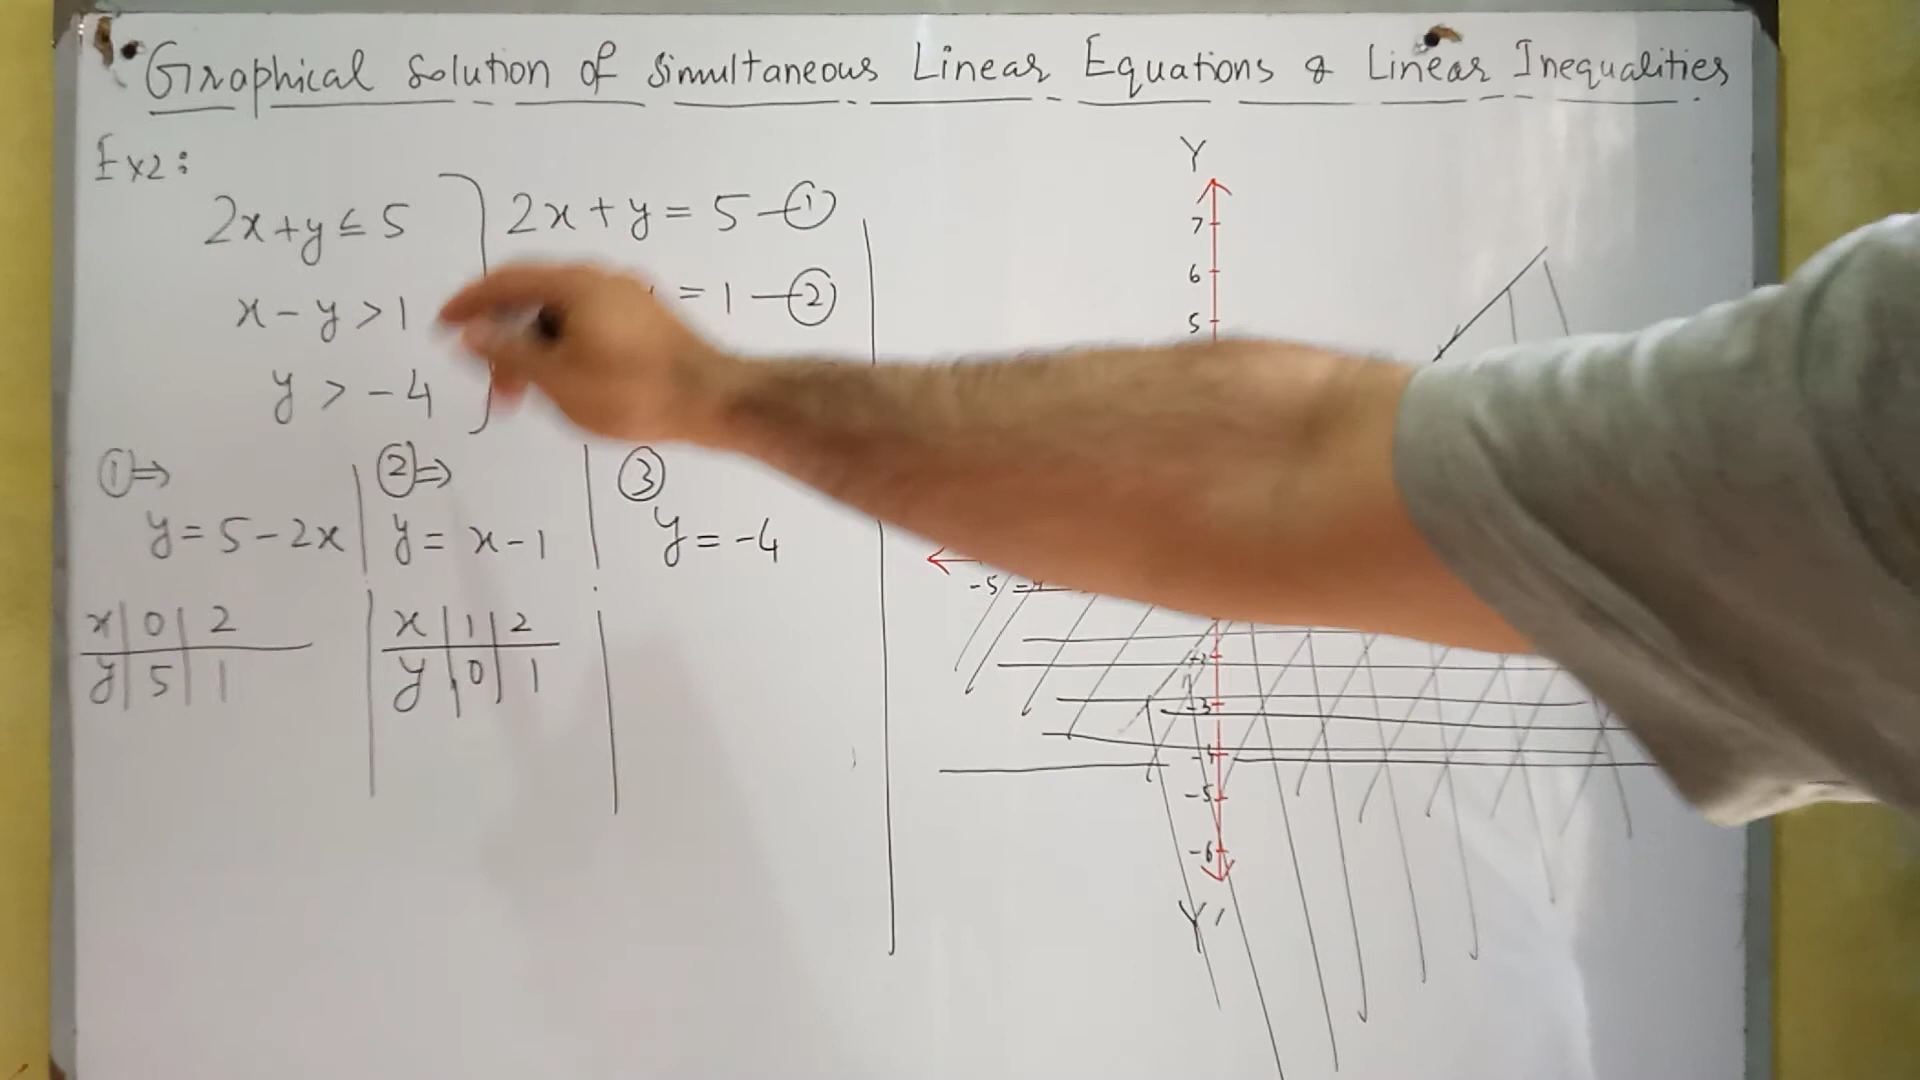 Graphical Solution of Simultaneous Linear Equations & Linear Inequalities
Ex2:
2x+y ≤ 5
2x + y = 5 — ①
x - y > 1
= 1 — ②
y > -4
① ⇒
y = 5 - 2x
② ⇒
y = x - 1
③
y = -4
x | 0 | 2
y | 5 | 1
x | 1 | 2
y | 0 | 1
Y
7
6
5
-5 -4
-2
-3
-4
-5
-6
Y'